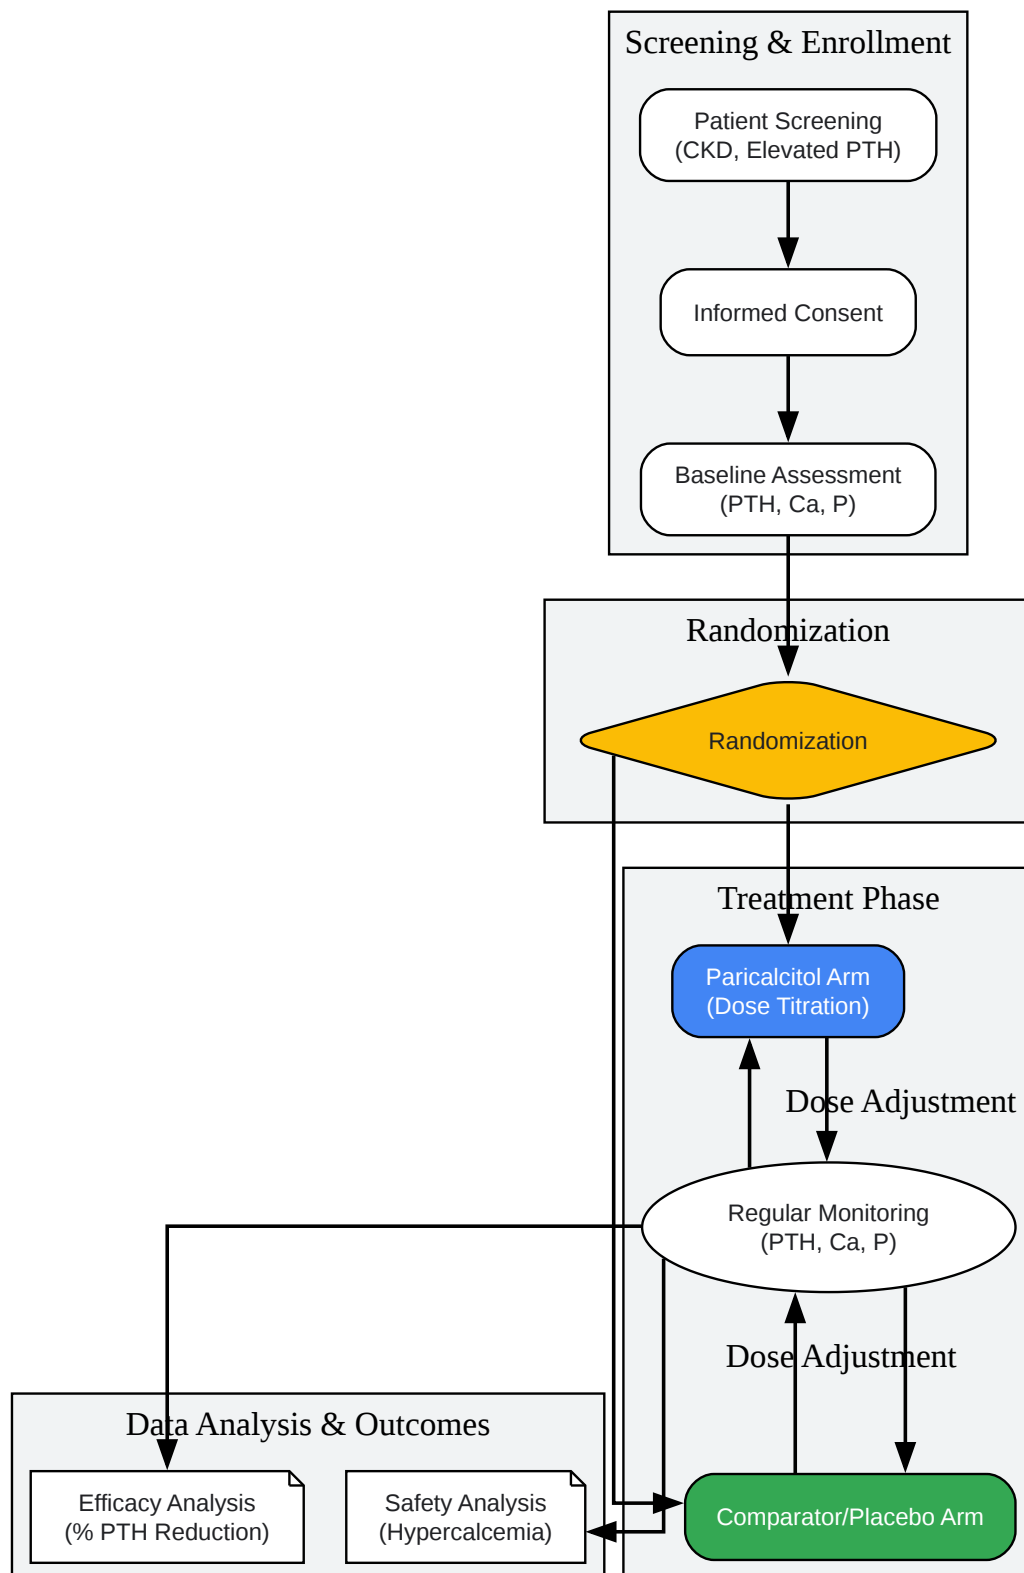 Screening & Enrollment
Patient Screening
(CKD, Elevated PTH)
Informed Consent
Baseline Assessment
(PTH, Ca, P)
Randomization
Randomization
Treatment Phase
Paricalcitol Arm
(Dose Titration)
Dose Adjustment
Regular Monitoring
(PTH, Ca, P)
Dose Adjustment
Data Analysis & Outcomes
Efficacy Analysis
(% PTH Reduction)
Safety Analysis
(Hypercalcemia)
Comparator/Placebo Arm